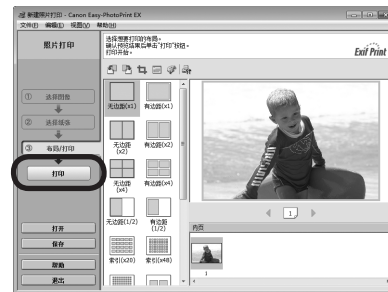 新建照片打印 - Canon Easy-PhotoPrint EX
文件(F) 编辑(E) 视图(V) 帮助(H)
照片打印
选择想要打印的布局。
确认预览结果后单击"打印"按钮。
打印开始。
Exif Print
① 选择图像
② 选择纸张
③ 布局/打印
打印
打开
保存
帮助
退出
无边距(x1) 有边距(x1)
无边距(x2) 有边距(x2)
无边距(x4) 有边距(x4)
无边距(1/2) 有边距(1/2)
索引(x20) 索引(x48)
1
内页
1